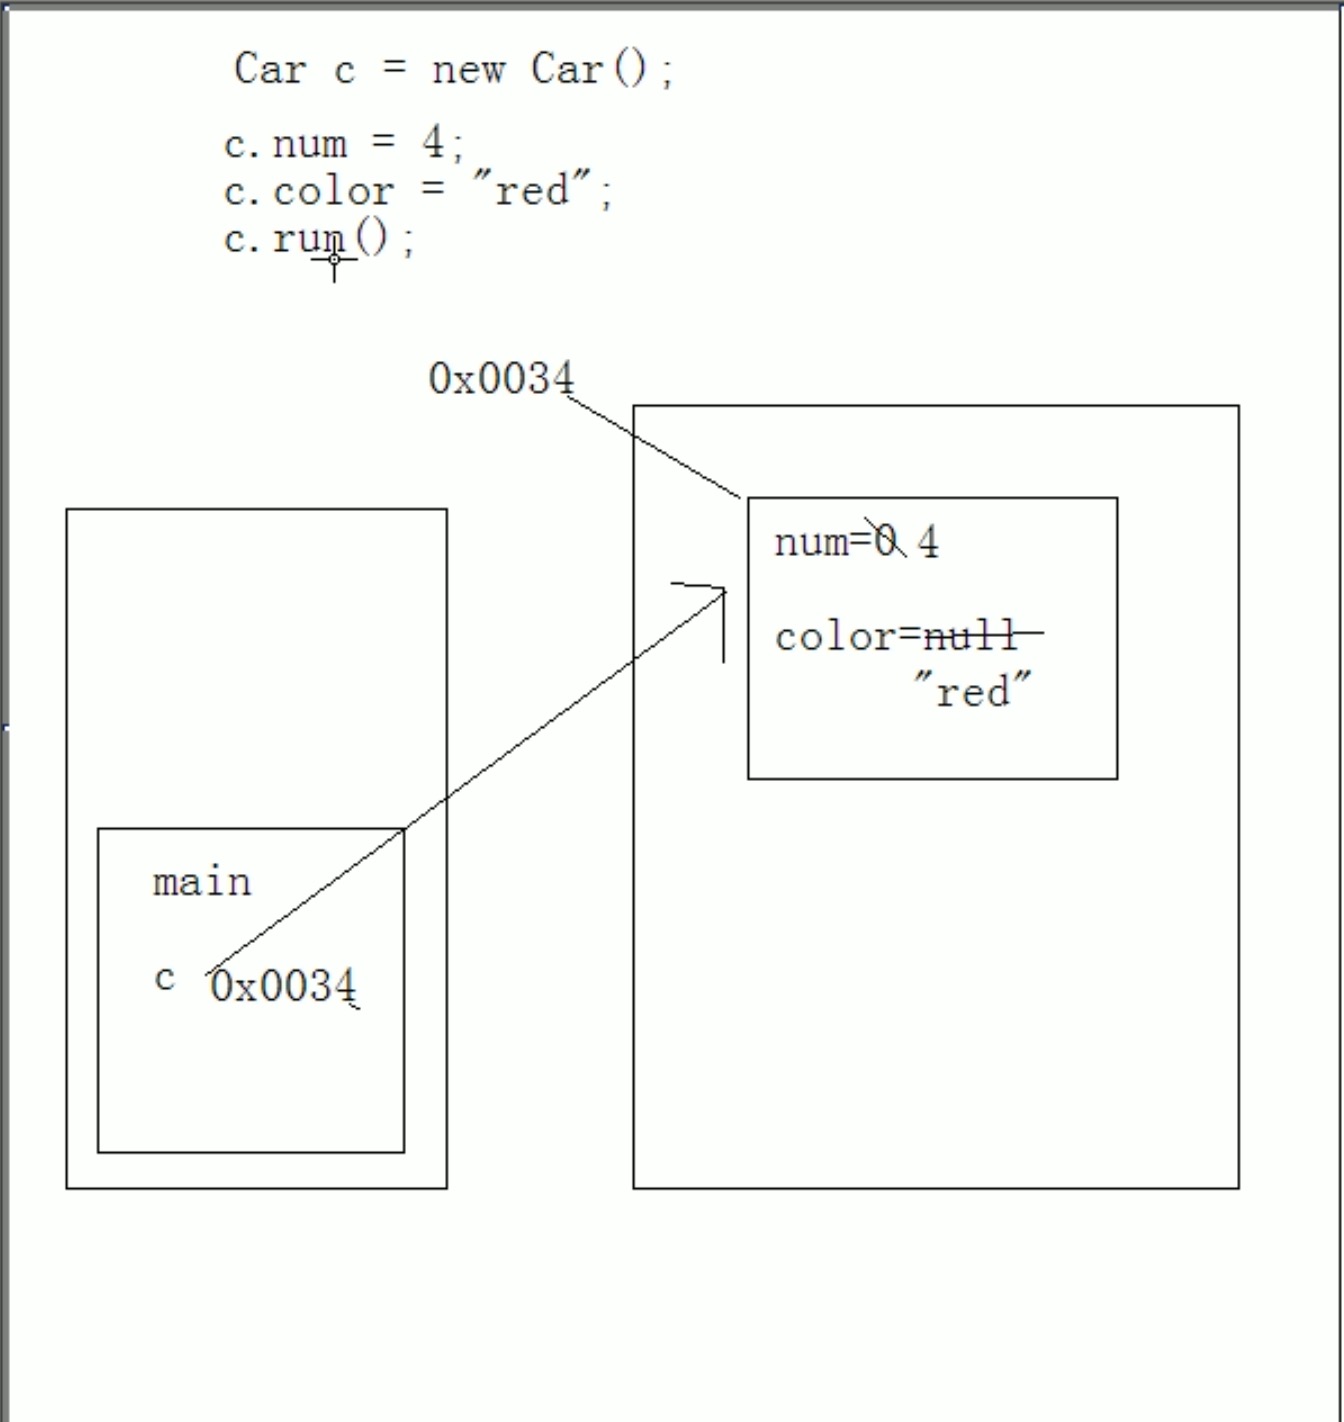 Car c = new Car();
c.num = 4;
c.color = "red";
c.run();
0x0034
num=0 4
color=null
"red"
main
c 0x0034